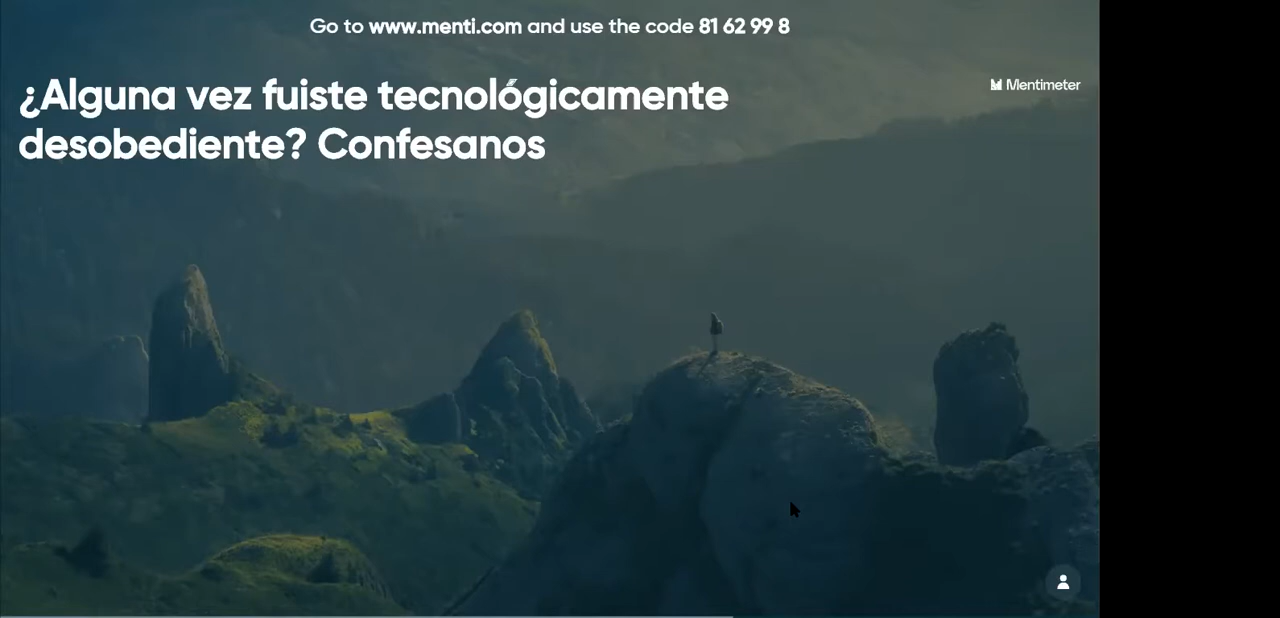 Go to www.menti.com and use the code 81 62 99 8
¿Alguna vez fuiste tecnológicamente
desobediente? Confesanos
Mentimeter